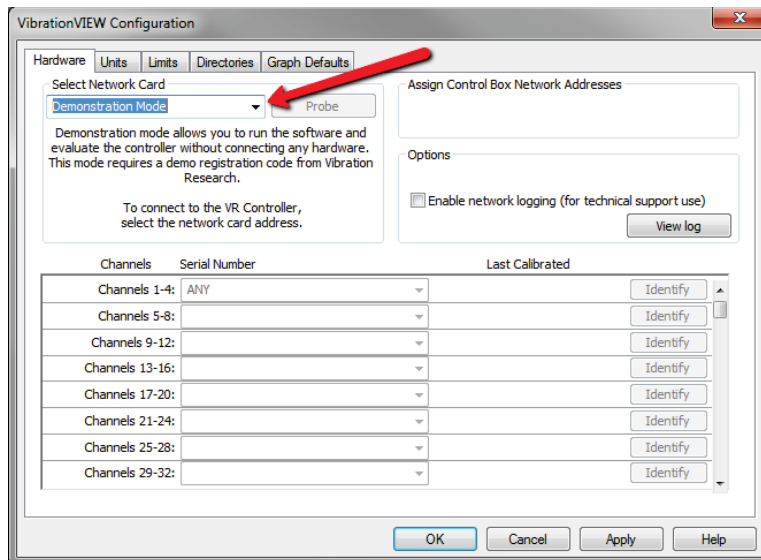 VibrationVIEW Configuration
Hardware Units Limits Directories Graph Defaults
Select Network Card
Demonstration Mode
Probe
Demonstration mode allows you to run the software and
evaluate the controller without connecting any hardware.
This mode requires a demo registration code from Vibration
Research.
To connect to the VR Controller,
select the network card address.
Assign Control Box Network Addresses
Options
Enable network logging (for technical support use)
View log
Channels Serial Number Last Calibrated
Channels 1-4: ANY Identify
Channels 5-8: Identify
Channels 9-12: Identify
Channels 13-16: Identify
Channels 17-20: Identify
Channels 21-24: Identify
Channels 25-28: Identify
Channels 29-32: Identify
OK Cancel Apply Help